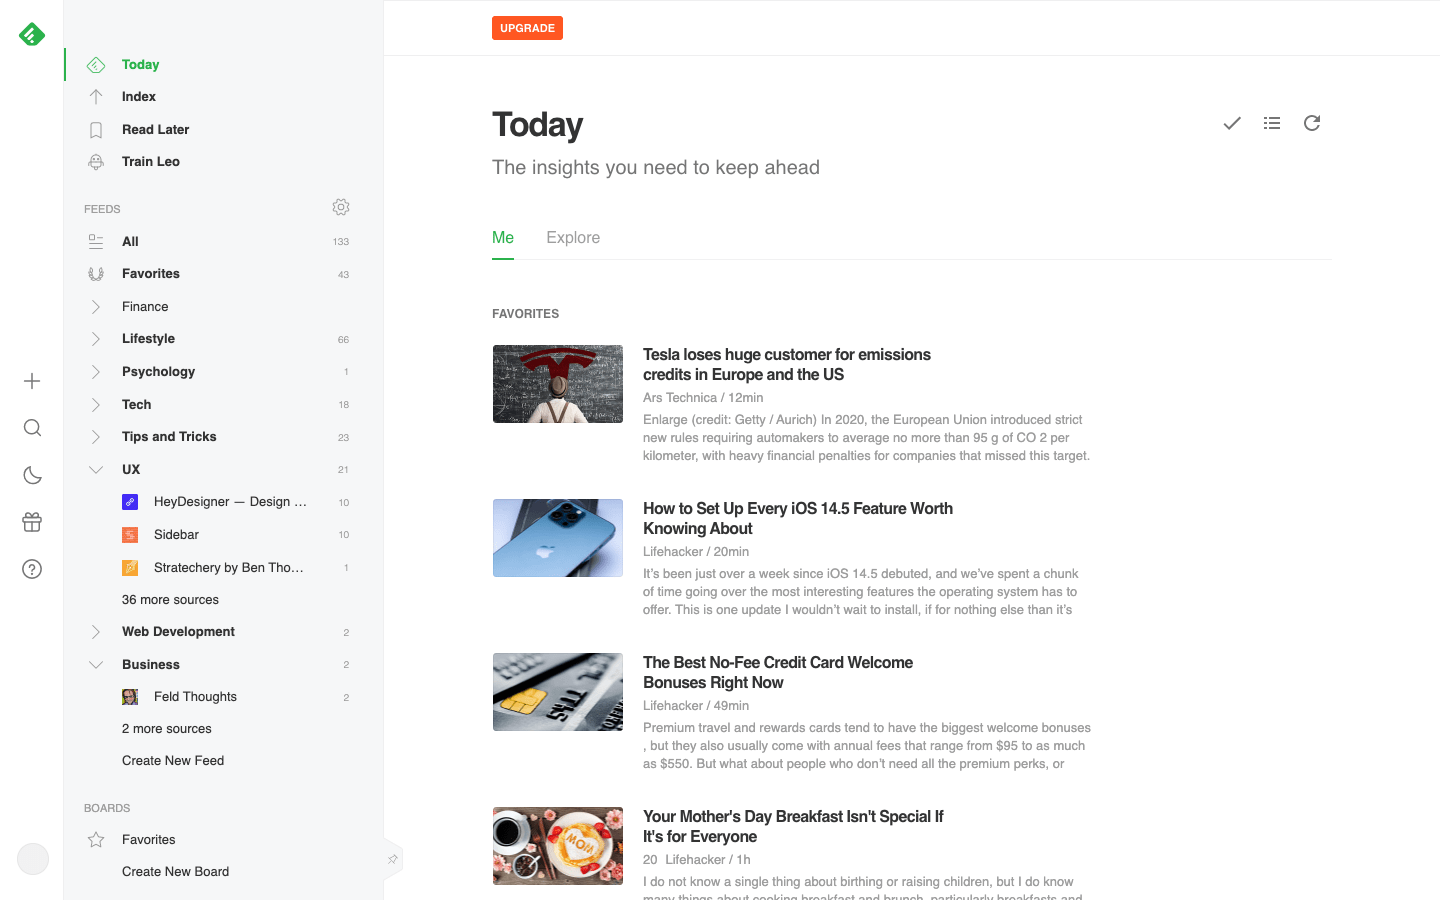 UPGRADE
Today
Index
Read Later
Train Leo
FEEDS
All 133
Favorites 43
Finance
Lifestyle 66
Psychology 1
Tech 18
Tips and Tricks 23
UX 21
HeyDesigner — Design ... 10
Sidebar 10
Stratechery by Ben Tho... 1
36 more sources
Web Development 2
Business 2
Feld Thoughts 2
2 more sources
Create New Feed
BOARDS
Favorites
Create New Board
Today
The insights you need to keep ahead
Me Explore
FAVORITES
Tesla loses huge customer for emissions
credits in Europe and the US
Ars Technica / 12min
Enlarge (credit: Getty / Aurich) In 2020, the European Union introduced strict
new rules requiring automakers to average no more than 95 g of CO 2 per
kilometer, with heavy financial penalties for companies that missed this target.
How to Set Up Every iOS 14.5 Feature Worth
Knowing About
Lifehacker / 20min
It’s been just over a week since iOS 14.5 debuted, and we’ve spent a chunk
of time going over the most interesting features the operating system has to
offer. This is one update I wouldn’t wait to install, if for nothing else than it’s
The Best No-Fee Credit Card Welcome
Bonuses Right Now
Lifehacker / 49min
Premium travel and rewards cards tend to have the biggest welcome bonuses
, but they also usually come with annual fees that range from $95 to as much
as $550. But what about people who don’t need all the premium perks, or
MOM
Your Mother's Day Breakfast Isn't Special If
It's for Everyone
20 Lifehacker / 1h
I do not know a single thing about birthing or raising children, but I do know
many things about cooking breakfast and brunch, particularly breakfasts and